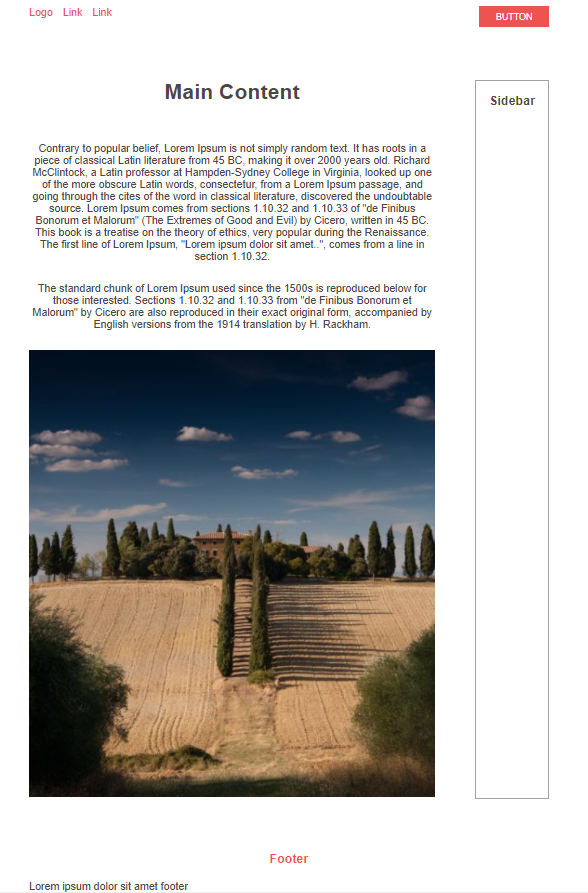 Logo Link Link BUTTON
Main Content
Sidebar
Contrary to popular belief, Lorem Ipsum is not simply random text. It has roots in a
piece of classical Latin literature from 45 BC, making it over 2000 years old. Richard
McClintock, a Latin professor at Hampden-Sydney College in Virginia, looked up one
of the more obscure Latin words, consectetur, from a Lorem Ipsum passage, and
going through the cites of the word in classical literature, discovered the undoubtable
source. Lorem Ipsum comes from sections 1.10.32 and 1.10.33 of "de Finibus
Bonorum et Malorum" (The Extremes of Good and Evil) by Cicero, written in 45 BC.
This book is a treatise on the theory of ethics, very popular during the Renaissance.
The first line of Lorem Ipsum, "Lorem ipsum dolor sit amet..", comes from a line in
section 1.10.32.
The standard chunk of Lorem Ipsum used since the 1500s is reproduced below for
those interested. Sections 1.10.32 and 1.10.33 from "de Finibus Bonorum et
Malorum" by Cicero are also reproduced in their exact original form, accompanied by
English versions from the 1914 translation by H. Rackham.
Footer
Lorem ipsum dolor sit amet footer